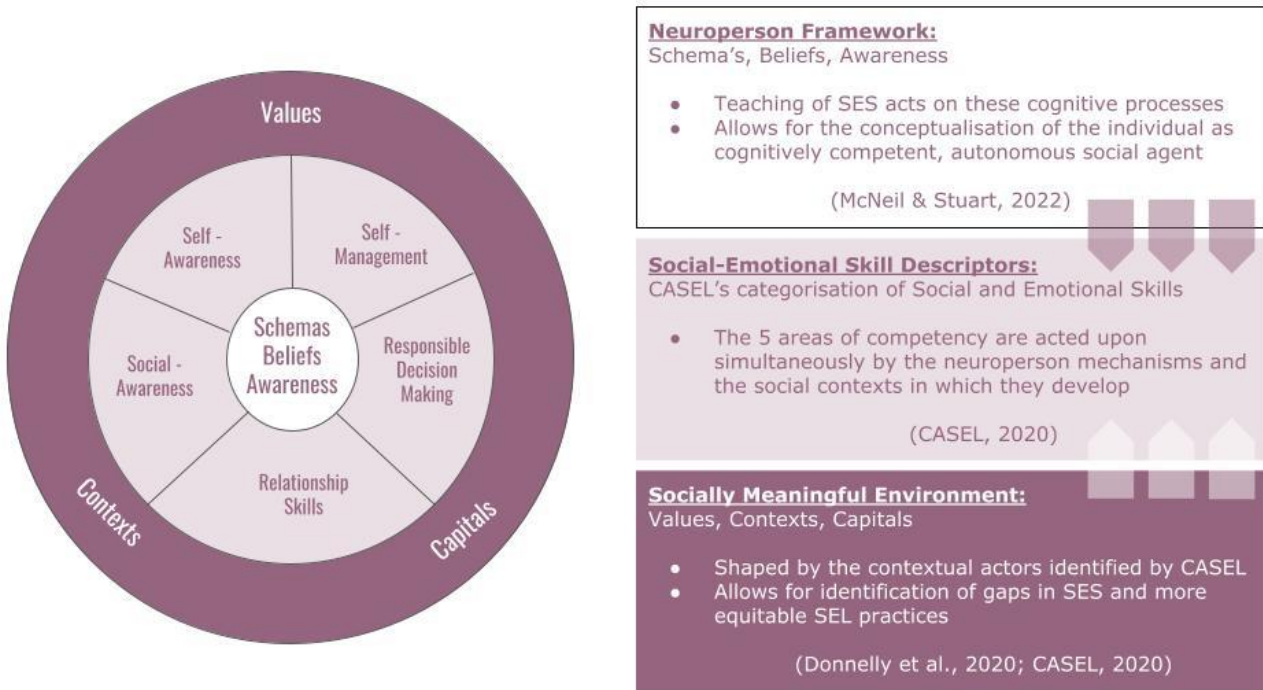 Values
Self -
Awareness
Self -
Management
Schemas
Beliefs
Awareness
Social -
Awareness
Responsible
Decision
Making
Relationship
Skills
Contexts
Capitals
Neuroperson Framework:
Schema's, Beliefs, Awareness
● Teaching of SES acts on these cognitive processes
● Allows for the conceptualisation of the individual as
cognitively competent, autonomous social agent
(McNeil & Stuart, 2022)
Social-Emotional Skill Descriptors:
CASEL's categorisation of Social and Emotional Skills
● The 5 areas of competency are acted upon
simultaneously by the neuroperson mechanisms and
the social contexts in which they develop
(CASEL, 2020)
Socially Meaningful Environment:
Values, Contexts, Capitals
● Shaped by the contextual actors identified by CASEL
● Allows for identification of gaps in SES and more
equitable SEL practices
(Donnelly et al., 2020; CASEL, 2020)